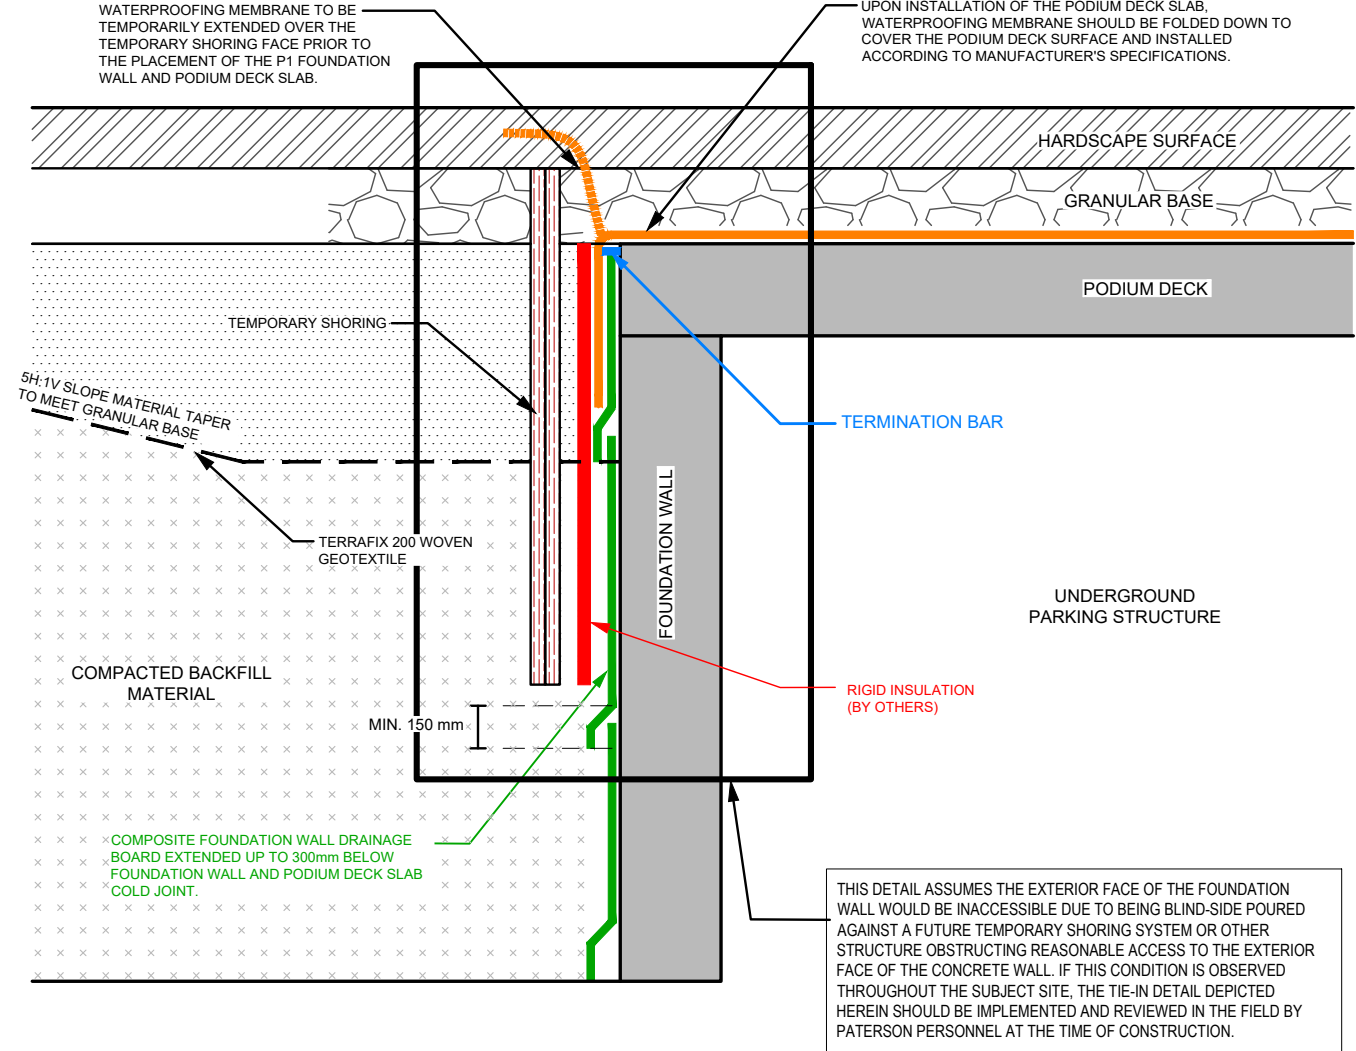 WATERPROOFING MEMBRANE TO BE
TEMPORARILY EXTENDED OVER THE
TEMPORARY SHORING FACE PRIOR TO
THE PLACEMENT OF THE P1 FOUNDATION
WALL AND PODIUM DECK SLAB.
UPON INSTALLATION OF THE PODIUM DECK SLAB,
WATERPROOFING MEMBRANE SHOULD BE FOLDED DOWN TO
COVER THE PODIUM DECK SURFACE AND INSTALLED
ACCORDING TO MANUFACTURER'S SPECIFICATIONS.
HARDSCAPE SURFACE
GRANULAR BASE
PODIUM DECK
TEMPORARY SHORING
5H:1V SLOPE MATERIAL TAPER
TO MEET GRANULAR BASE
TERMINATION BAR
TERRAFIX 200 WOVEN
GEOTEXTILE
FOUNDATION WALL
UNDERGROUND
PARKING STRUCTURE
COMPACTED BACKFILL
MATERIAL
RIGID INSULATION
(BY OTHERS)
MIN. 150 mm
COMPOSITE FOUNDATION WALL DRAINAGE
BOARD EXTENDED UP TO 300mm BELOW
FOUNDATION WALL AND PODIUM DECK SLAB
COLD JOINT.
THIS DETAIL ASSUMES THE EXTERIOR FACE OF THE FOUNDATION
WALL WOULD BE INACCESSIBLE DUE TO BEING BLIND-SIDE POURED
AGAINST A FUTURE TEMPORARY SHORING SYSTEM OR OTHER
STRUCTURE OBSTRUCTING REASONABLE ACCESS TO THE EXTERIOR
FACE OF THE CONCRETE WALL. IF THIS CONDITION IS OBSERVED
THROUGHOUT THE SUBJECT SITE, THE TIE-IN DETAIL DEPICTED
HEREIN SHOULD BE IMPLEMENTED AND REVIEWED IN THE FIELD BY
PATERSON PERSONNEL AT THE TIME OF CONSTRUCTION.